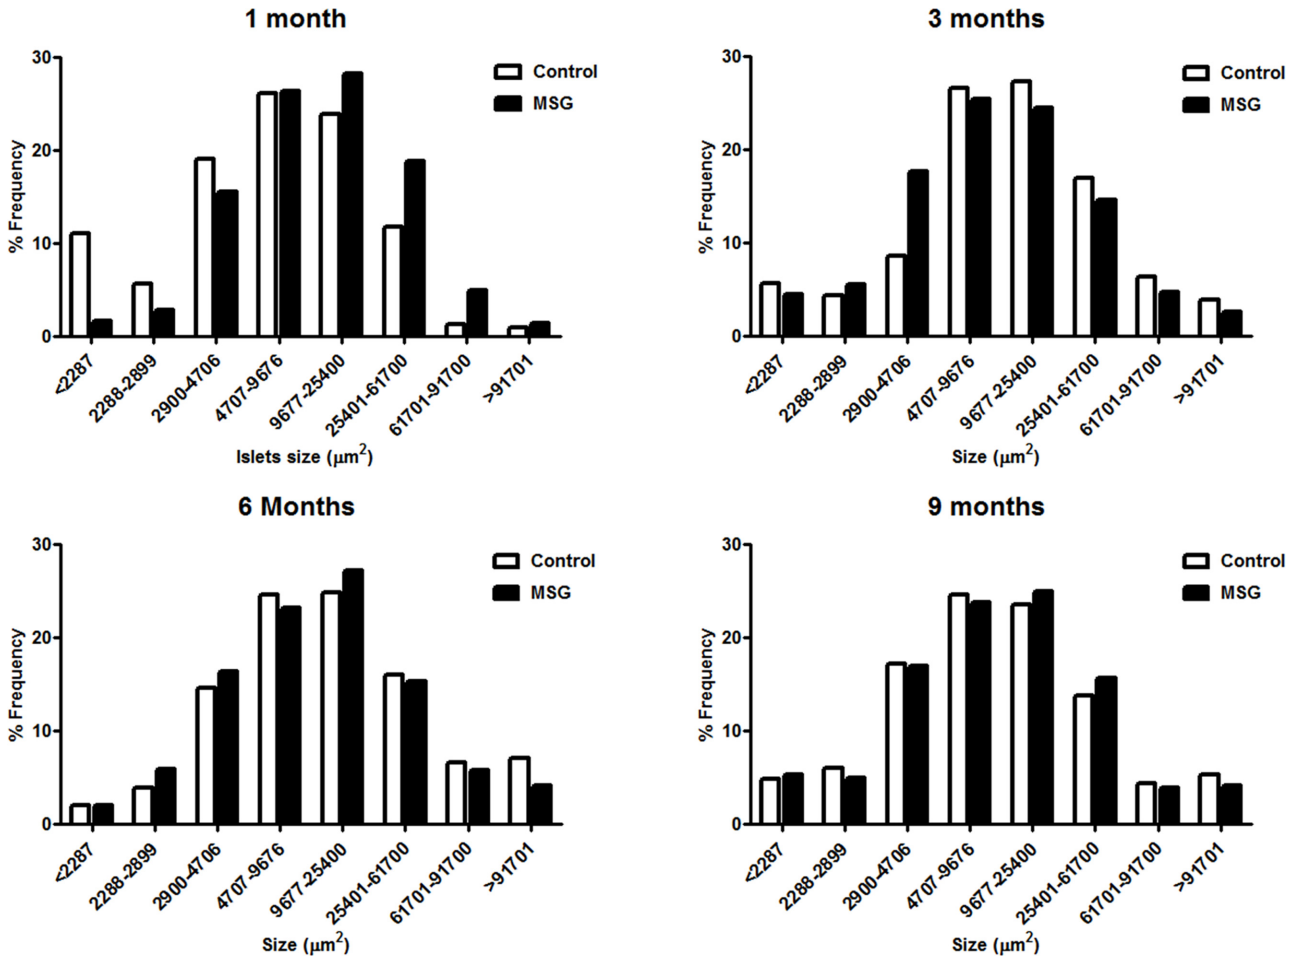 1 month
30
20
10
0
% Frequency
Control
MSG
<2287
2288-2899
2900-4706
4707-9676
9677-25400
25401-61700
61701-91700
>91701
Islets size (μm²)
3 months
30
20
10
0
% Frequency
Control
MSG
<2287
2288-2899
2900-4706
4707-9676
9677-25400
25401-61700
61701-91700
>91701
Size (μm²)
6 Months
30
20
10
0
% Frequency
Control
MSG
<2287
2288-2899
2900-4706
4707-9676
9677-25400
25401-61700
61701-91700
>91701
Size (μm²)
9 months
30
20
10
0
% Frequency
Control
MSG
<2287
2288-2899
2900-4706
4707-9676
9677-25400
25401-61700
61701-91700
>91701
Size (μm²)